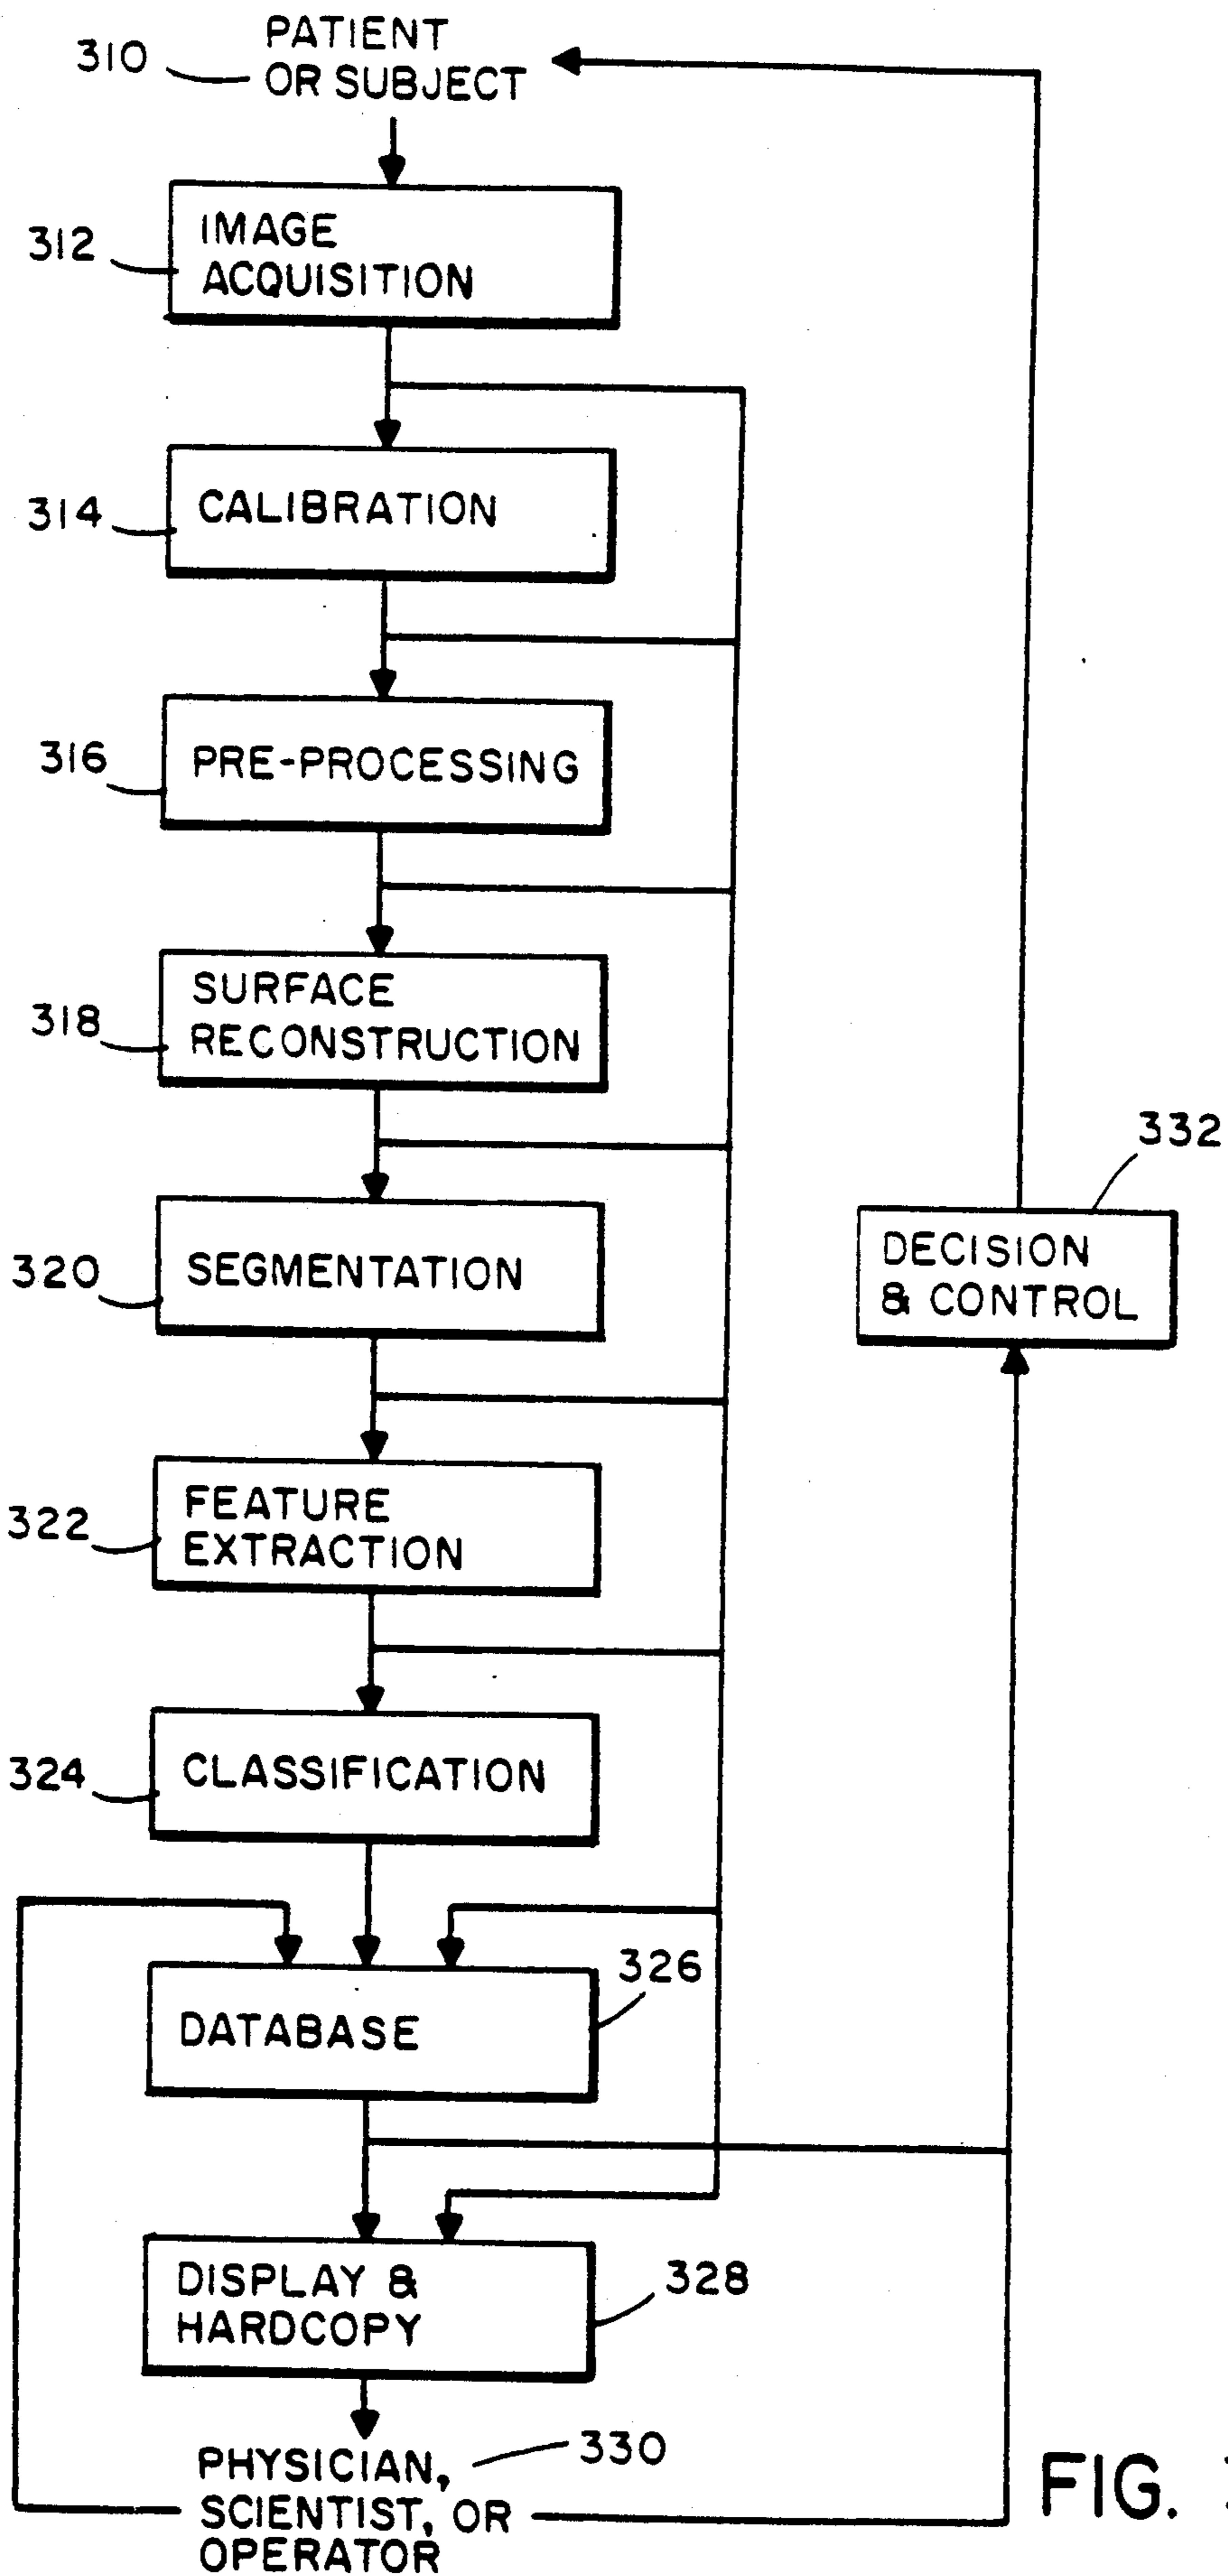 PATIENT
OR SUBJECT
310
IMAGE
ACQUISITION
312
CALIBRATION
314
PRE-PROCESSING
316
SURFACE
RECONSTRUCTION
318
SEGMENTATION
320
DECISION
& CONTROL
332
FEATURE
EXTRACTION
322
CLASSIFICATION
324
DATABASE
326
DISPLAY &
HARDCOPY
328
PHYSICIAN,
SCIENTIST, OR
OPERATOR
330
FIG.